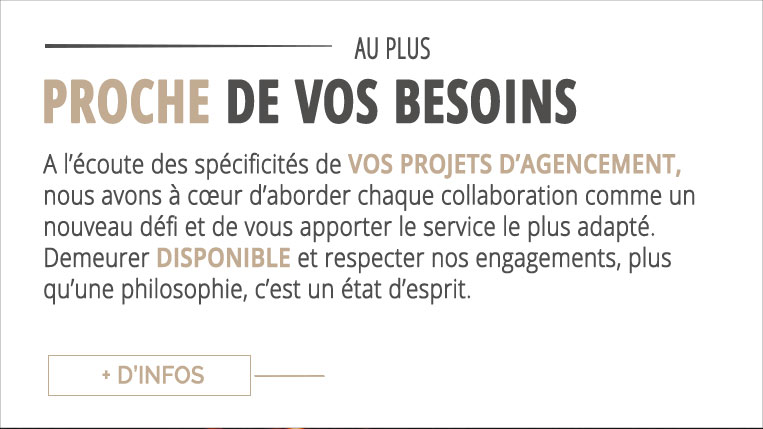 AU PLUS
PROCHE DE VOS BESOINS
A l’écoute des spécificités de VOS PROJETS D’AGENCEMENT,
nous avons à cœur d’aborder chaque collaboration comme un
nouveau défi et de vous apporter le service le plus adapté.
Demeurer DISPONIBLE et respecter nos engagements, plus
qu’une philosophie, c’est un état d’esprit.
+ D’INFOS